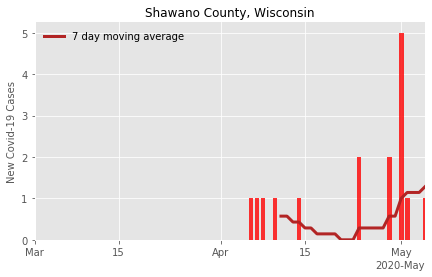 Shawano County, Wisconsin
7 day moving average
New Covid-19 Cases
5
4
3
2
1
0
Mar
15
Apr
15
May
2020-May